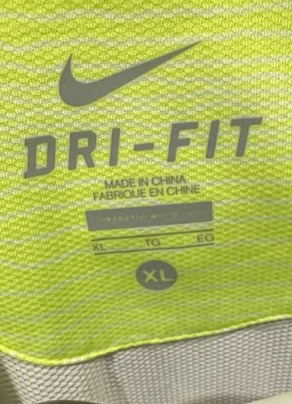 DRI-FIT
MADE IN CHINA
FABRIQUE EN CHINE
XL TG EG
XL